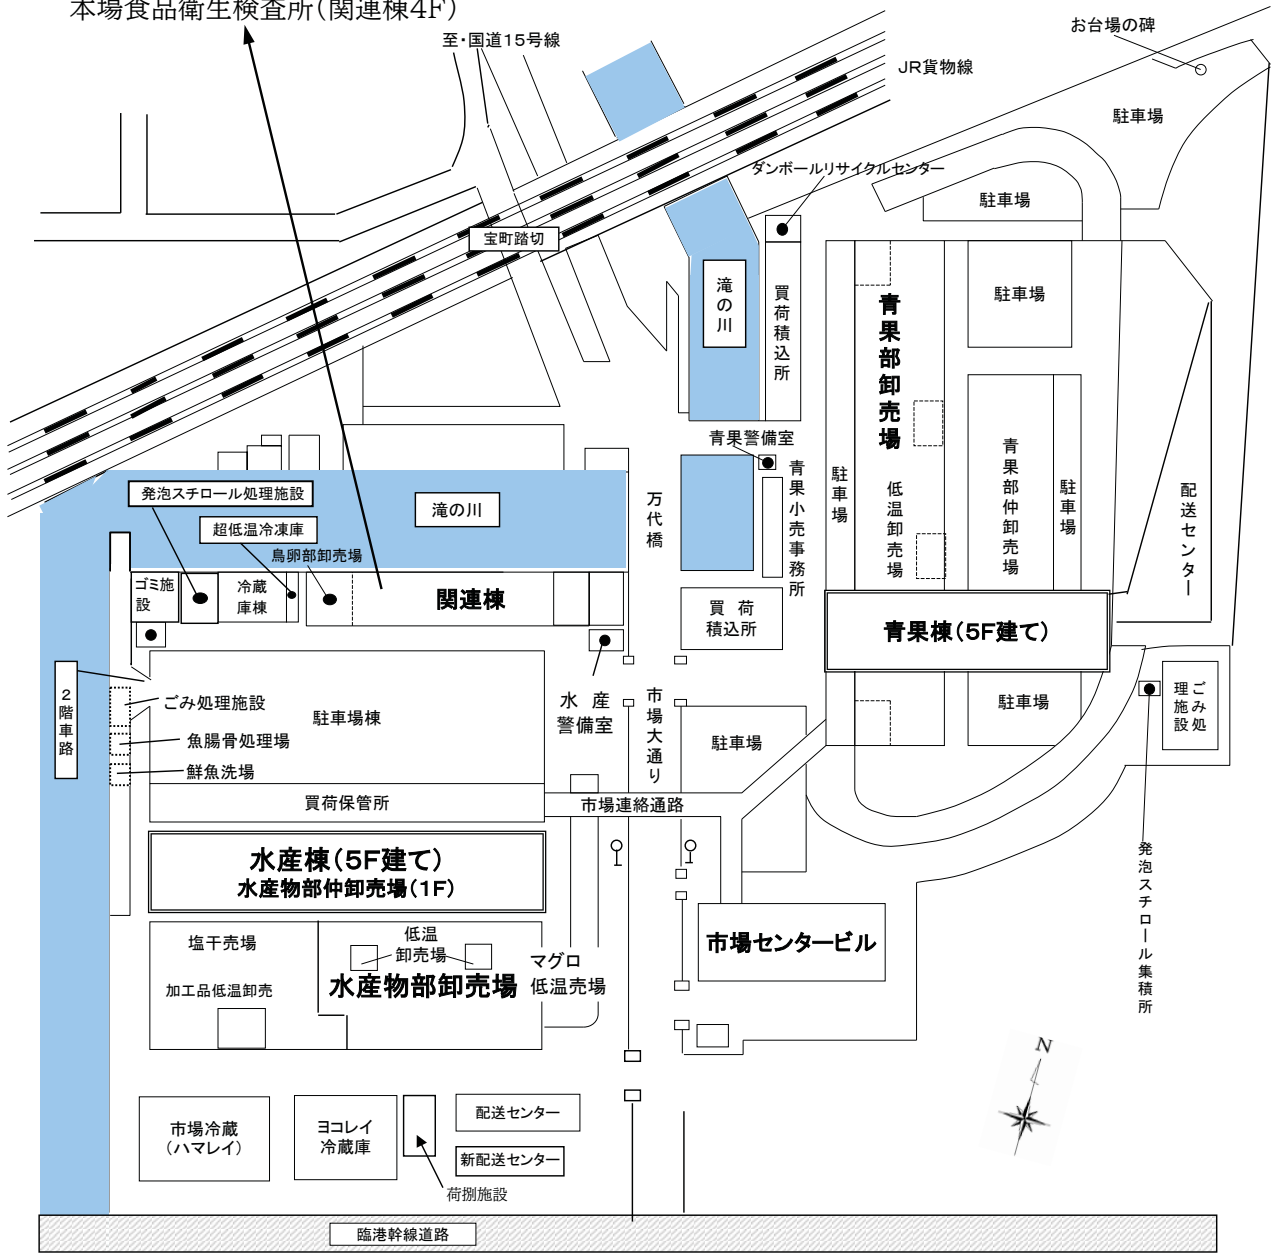 本場食品衛生検査所(関連棟4F)
至・国道15号線
お台場の碑
JR貨物線
駐車場
ダンボールリサイクルセンター
駐車場
宝町踏切
滝の川
買荷積込所
青果部卸売場
駐車場
青果警備室
発泡スチロール処理施設
滝の川
万代橋
青果小売事務所
駐車場
低温卸売場
青果部仲卸売場
駐車場
配送センター
超低温冷凍庫
鳥卵部卸売場
ゴミ施
設
冷蔵
庫棟
関連棟
買 荷
積込所
青果棟(5F建て)
2階車路
ごみ処理施設
駐車場棟
水 産
警備室
市場大通り
駐車場
駐車場
ごみ処
理施設
魚腸骨処理場
鮮魚洗場
買荷保管所
市場連絡通路
水産棟(5F建て)
水産物部仲卸売場(1F)
発泡スチロール集積所
塩干売場
低温
卸売場
マグロ
低温売場
市場センタービル
加工品低温卸売
水産物部卸売場
N
市場冷蔵
(ハマレイ)
ヨコレイ
冷蔵庫
配送センター
新配送センター
荷捌施設
臨港幹線道路